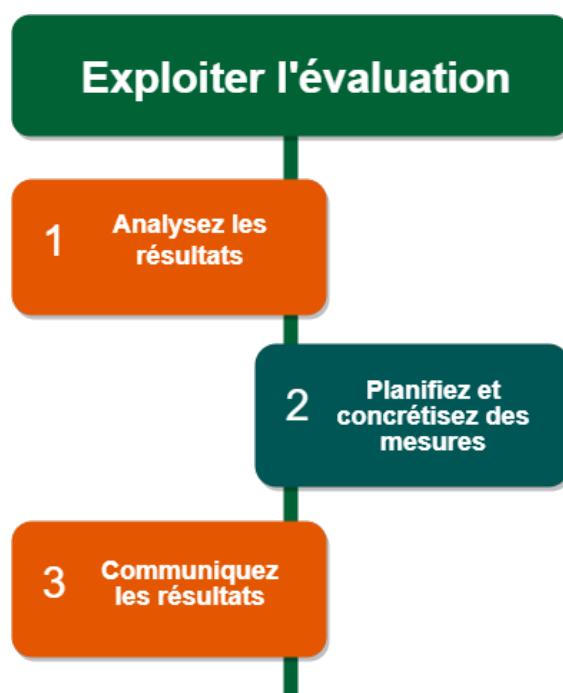 Exploiter l'évaluation
1
Analysez les
résultats
2
Planifiez et
concrétisez des
mesures
3
Communiquez
les résultats